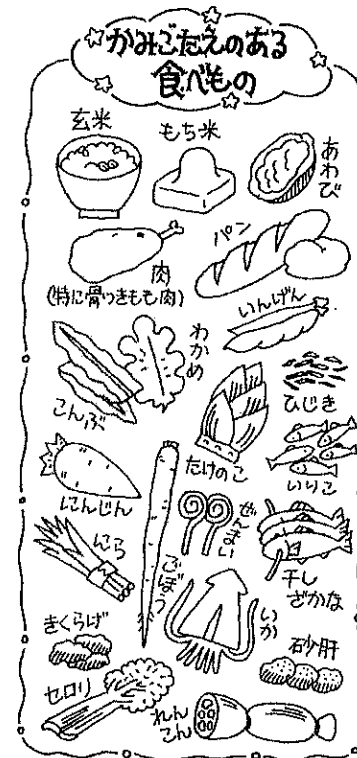 かみごたえのある
食べもの
玄米
もち米
あわび
肉
(特に骨つきもも肉)
パン
いんげん
わかめ
こんぶ
たけのこ
ひじき
いりこ
にんじん
ごぼう
ぜんまい
干し
ざかな
にら
いか
きくらげ
砂肝
セロリ
れん
こん